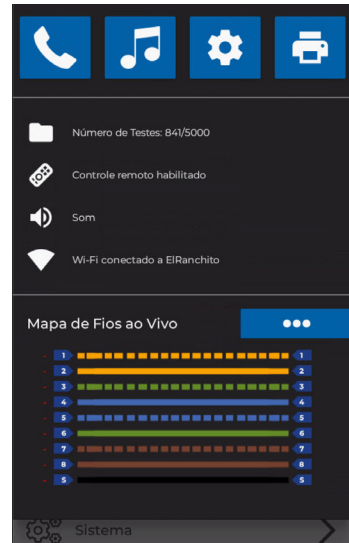 Número de Testes: 841/5000
Controle remoto habilitado
Som
Wi-Fi conectado a ElRanchito
Mapa de Fios ao Vivo
1 1
2 2
3 3
4 4
5 5
6 6
7 7
8 8
S S
Sistema